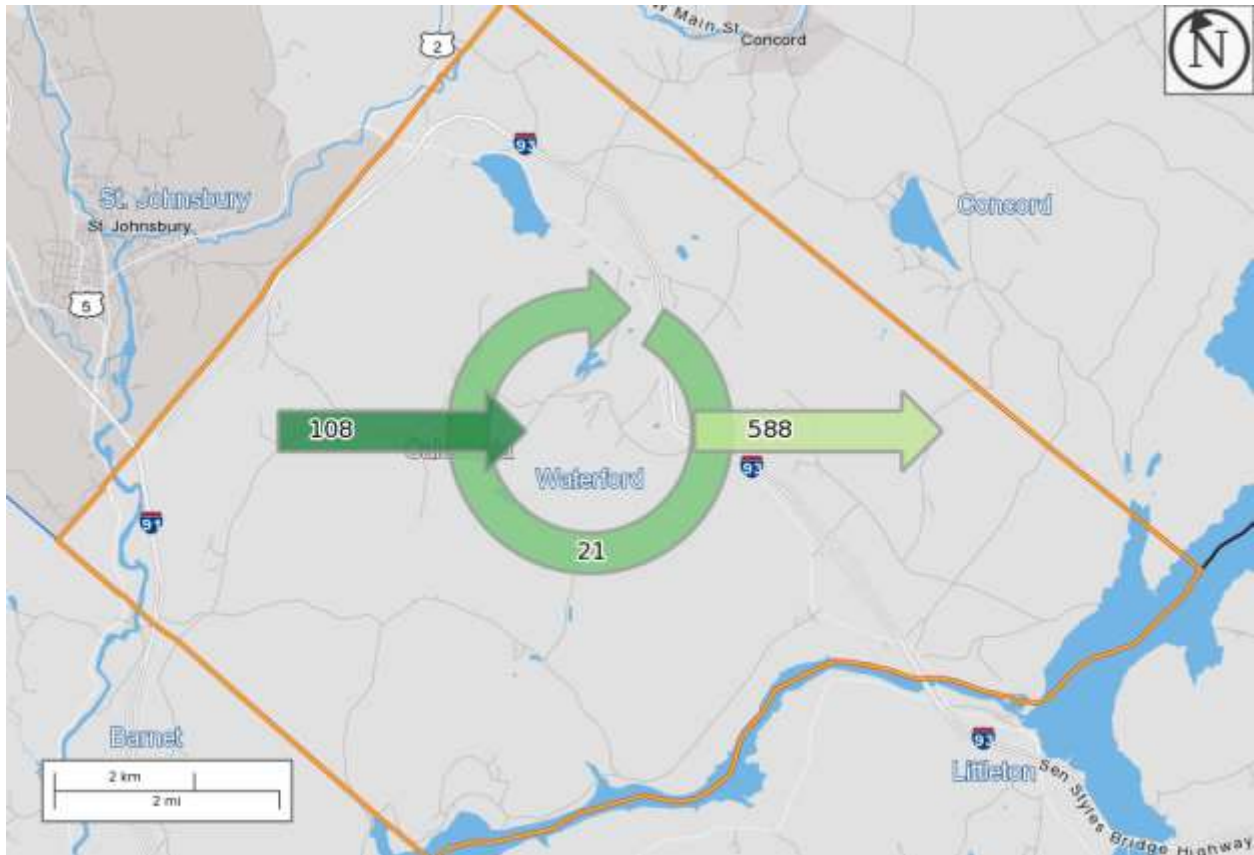 W Main St
Concord
N
2
93
St. Johnsbury
St Johnsbury
Concord
5
108
588
Waterford
93
91
21
Barnet
93
Littleton
2 km
2 mi
Sen Styles Bridge Highway